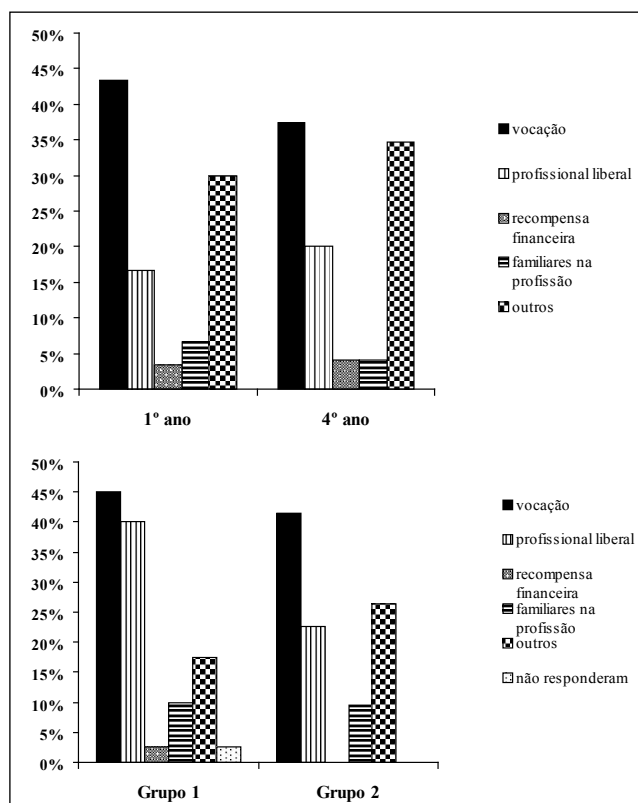 50%
45%
40%
35%
30%
25%
20%
15%
10%
5%
0%
1º ano
4º ano
vocação
profissional liberal
recompensa
financeira
familiares na
profissão
outros
50%
45%
40%
35%
30%
25%
20%
15%
10%
5%
0%
Grupo 1
Grupo 2
vocação
profissional liberal
recompensa
financeira
familiares na
profissão
outros
não responderam